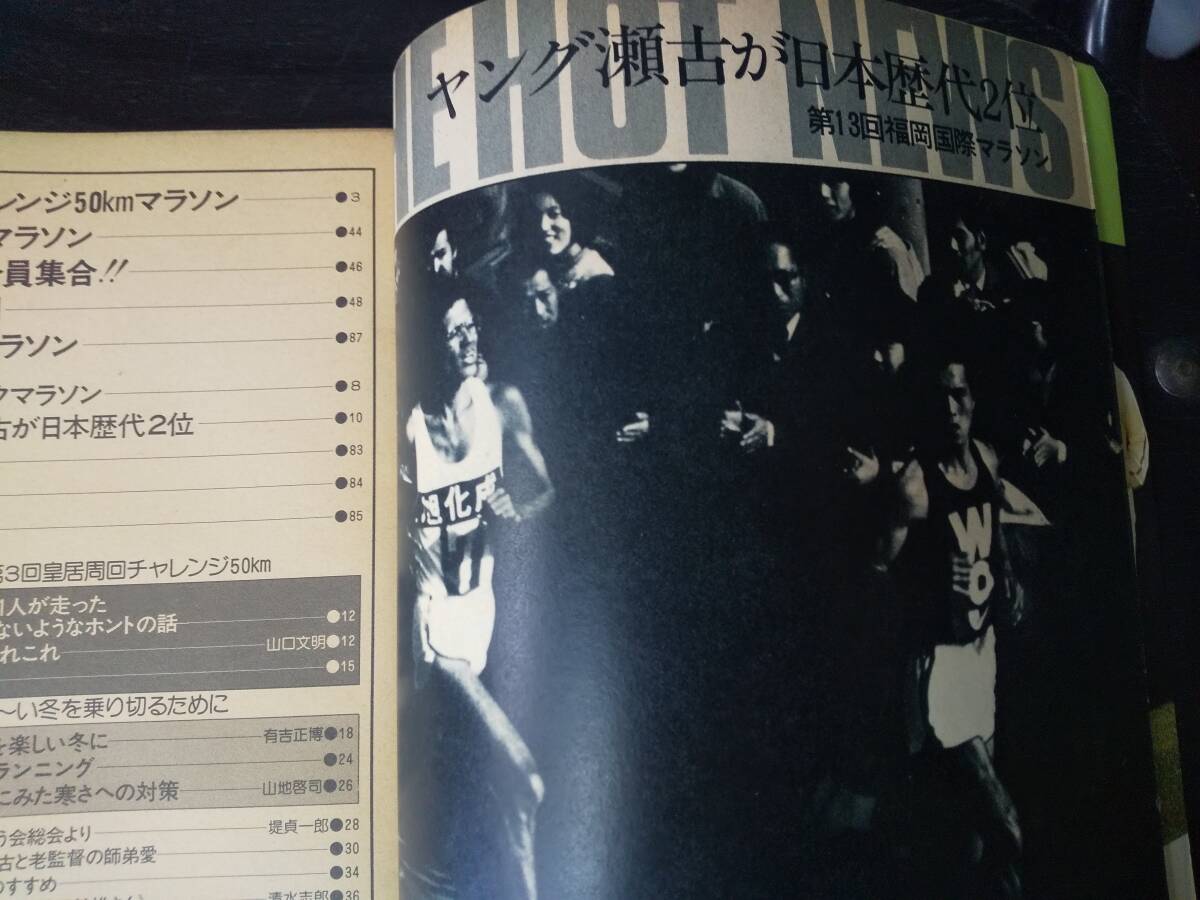 レンジ50kmマラソン ●3
マラソン ●44
員集合!! ●46
●48
ラソン ●87
クマラソン ●8
古が日本歴代2位 ●10
●83
●84
●85
第3回皇居周回チャレンジ50km
1人が走った
ないようなホントの話 ●12
れこれ 山口文明●12
●15
〜い冬を乗り切るために
を楽しい冬に 有吉正博●18
ランニング ●24
にみた寒さへの対策 山地啓司●26
う会総会より 堤貞一郎●28
古と老監督の師弟愛 ●30
のすすめ ●34
●36
HOT NEWS
ヤング瀬古が日本歴代2位
第13回福岡国際マラソン
旭化成
11
W